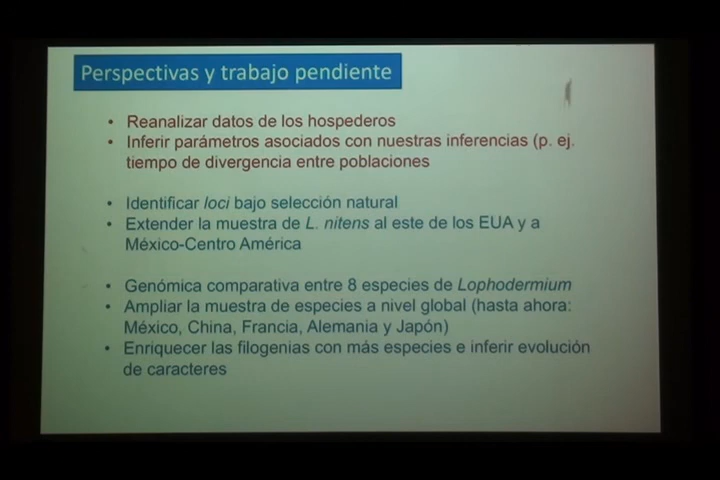 Perspectivas y trabajo pendiente
• Reanalizar datos de los hospederos
• Inferir parámetros asociados con nuestras inferencias (p. ej.
tiempo de divergencia entre poblaciones
• Identificar loci bajo selección natural
• Extender la muestra de L. nitens al este de los EUA y a
México-Centro América
• Genómica comparativa entre 8 especies de Lophodermium
• Ampliar la muestra de especies a nivel global (hasta ahora:
México, China, Francia, Alemania y Japón)
• Enriquecer las filogenias con más especies e inferir evolución
de caracteres